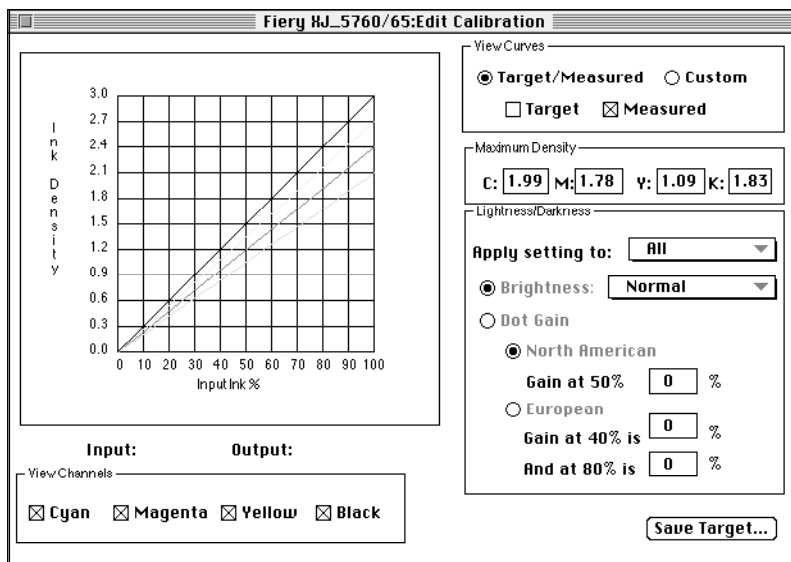 Fiery XJ_5760/65:Edit Calibration
Ink Density
3.0
2.7
2.4
2.1
1.8
1.5
1.2
0.9
0.6
0.3
0.0
0 10 20 30 40 50 60 70 80 90 100
Input Ink %
Input: Output:
View Channels
Cyan Magenta Yellow Black
View Curves
Target/Measured Custom
Target Measured
Maximum Density
C: 1.99 M: 1.78 Y: 1.09 K: 1.83
Lightness/Darkness
Apply setting to: All
Brightness: Normal
Dot Gain
North American
Gain at 50% 0 %
European
Gain at 40% is 0 %
And at 80% is 0 %
Save Target...